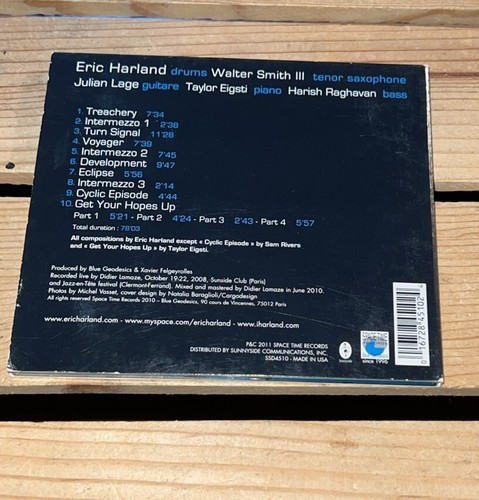 Eric Harland drums Walter Smith III tenor saxophone
Julian Lage guitare Taylor Eigsti piano Harish Raghavan bass
1. Treachery 7'34
2. Intermezzo 1 2'38
3. Turn Signal 11'28
4. Voyager 7'39
5. Intermezzo 2 7'45
6. Development 9'47
7. Eclipse 5'56
8. Intermezzo 3 2'14
9. Cyclic Episode 4'44
10. Get Your Hopes Up
Part 1 5'21 - Part 2 4'24 - Part 3 2'43 - Part 4 5'57
Total duration : 78'03
All compositions by Eric Harland except « Cyclic Episode » by Sam Rivers
and « Get Your Hopes Up » by Taylor Eigsti.
Produced by Blue Geodesics & Xavier Felgeyrolles
Recorded live by Didier Lamaze, October 19-22, 2008, Sunside Club (Paris)
and Jazz-en-Tête festival (Clermont-Ferrand). Mixed and mastered by Didier Lamaze in June 2010.
Photos by Michel Vasset, cover design by Natalia Boraglioli/Cargodesign
All rights reserved Space Time Records 2010 - Blue Geodesics, 90 cours de Vincennes, 75012 Paris
www.ericharland.com - www.myspace.com/ericharland - www.iharland.com
P&C 2011 SPACE TIME RECORDS
DISTRIBUTED BY SUNNYSIDE COMMUNICATIONS, INC.
SSD4510 - MADE IN USA
since 1996
0 16728 45102 4